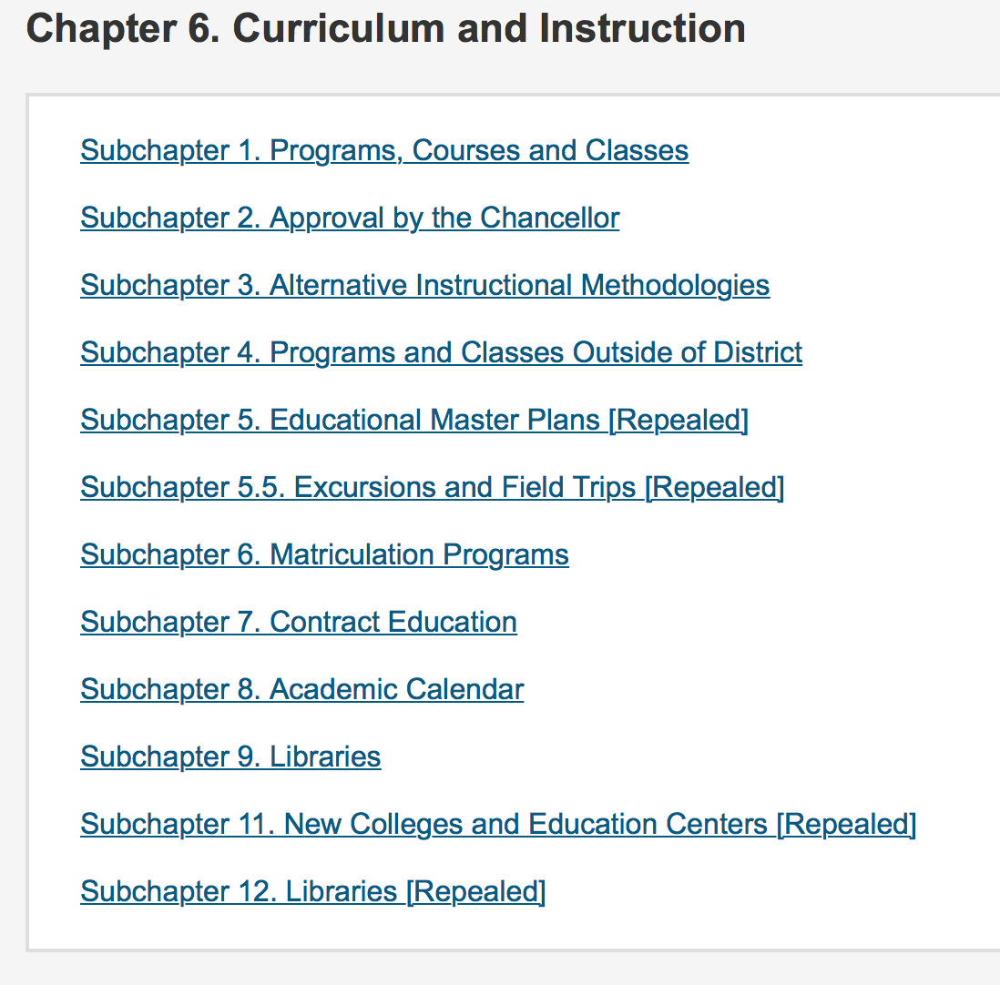 Chapter 6. Curriculum and Instruction
Subchapter 1. Programs, Courses and Classes
Subchapter 2. Approval by the Chancellor
Subchapter 3. Alternative Instructional Methodologies
Subchapter 4. Programs and Classes Outside of District
Subchapter 5. Educational Master Plans [Repealed]
Subchapter 5.5. Excursions and Field Trips [Repealed]
Subchapter 6. Matriculation Programs
Subchapter 7. Contract Education
Subchapter 8. Academic Calendar
Subchapter 9. Libraries
Subchapter 11. New Colleges and Education Centers [Repealed]
Subchapter 12. Libraries [Repealed]